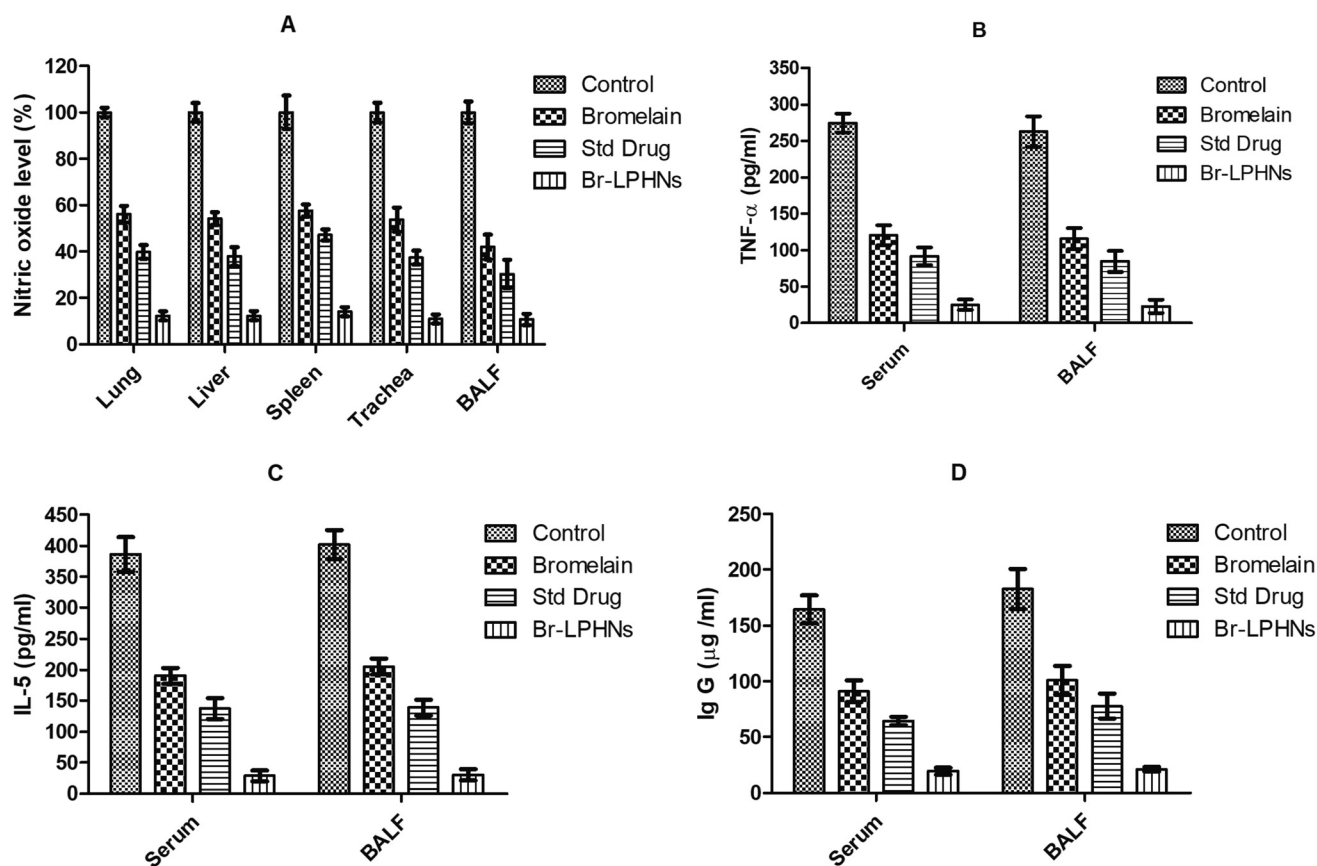 A
Nitric oxide level (%)
120
100
80
60
40
20
0
Lung
Liver
Spleen
Trachea
BALF
Control
Bromelain
Std Drug
Br-LPHNs
B
TNF-α (pg/ml)
350
300
250
200
150
100
50
0
Serum
BALF
Control
Bromelain
Std Drug
Br-LPHNs
C
IL-5 (pg/ml)
450
400
350
300
250
200
150
100
50
0
Serum
BALF
Control
Bromelain
Std Drug
Br-LPHNs
D
Ig G (µg /ml)
250
200
150
100
50
0
Serum
BALF
Control
Bromelain
Std Drug
Br-LPHNs